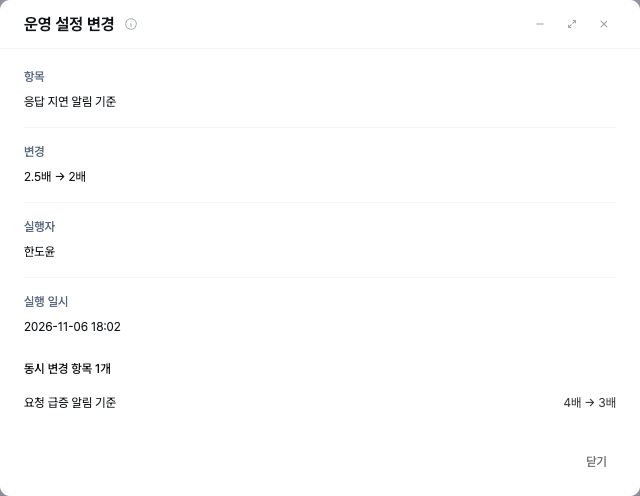 운영 설정 변경
항목
응답 지연 알림 기준
변경
2.5배 → 2배
실행자
한도윤
실행 일시
2026-11-06 18:02
동시 변경 항목 1개
요청 급증 알림 기준 4배 → 3배
닫기